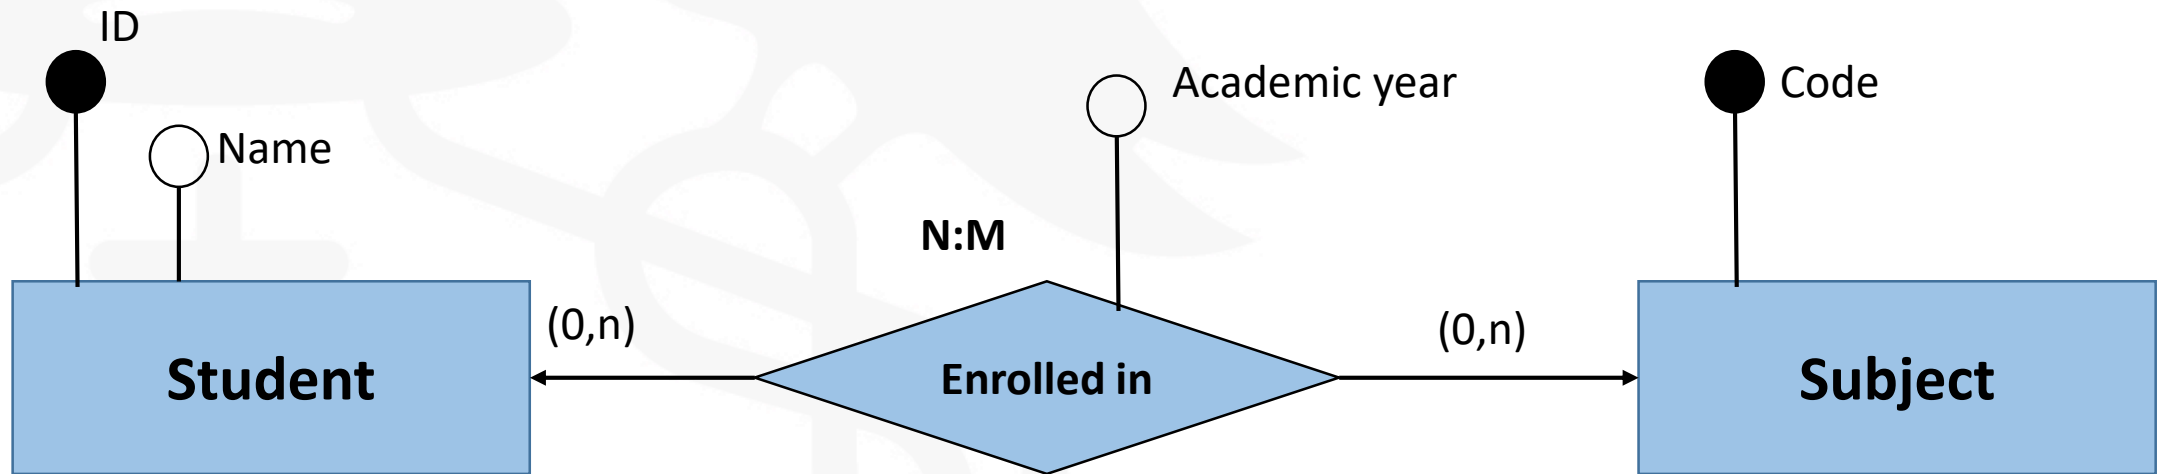 ID
Academic year
Code
Name
N:M
(0,n)
(0,n)
Student
Enrolled in
Subject